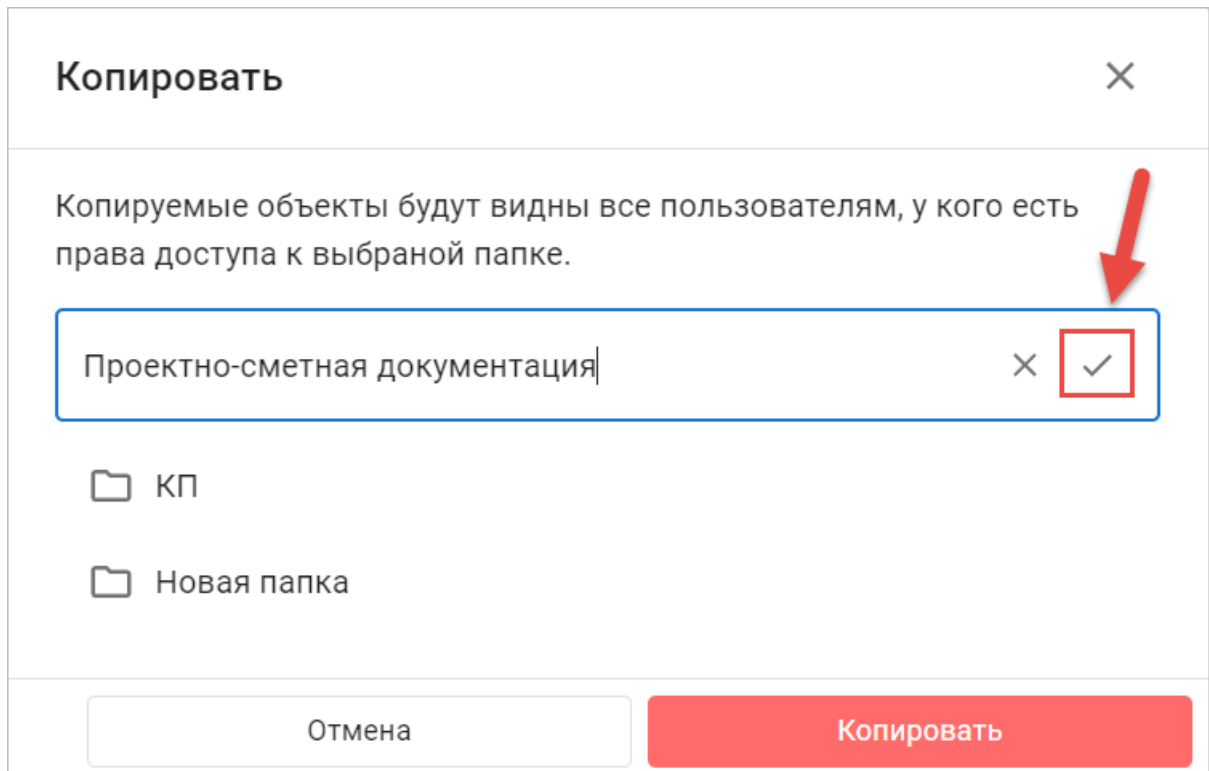 Копировать
Копируемые объекты будут видны все пользователям, у кого есть
права доступа к выбраной папке.
Проектно-сметная документация
КП
Новая папка
Отмена
Копировать